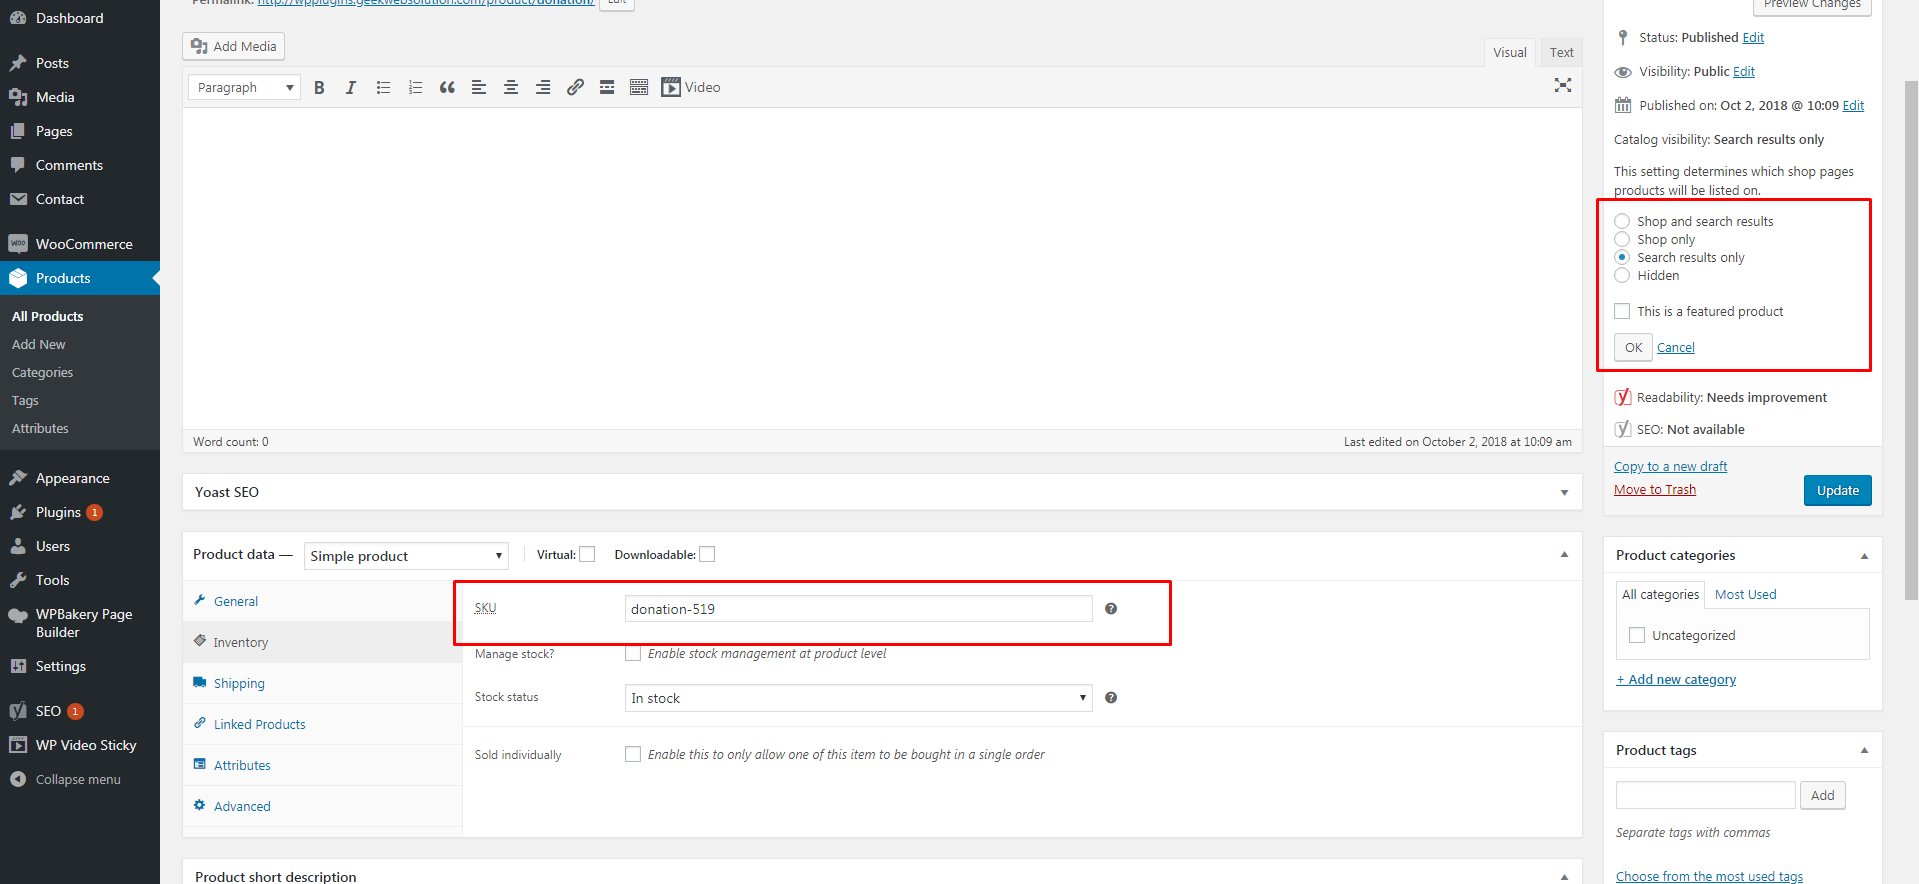 Dashboard
Posts
Media
Pages
Comments
Contact
WooCommerce
Products
All Products
Add New
Categories
Tags
Attributes
Appearance
Plugins 1
Users
Tools
WPBakery Page
Builder
Settings
SEO 1
WP Video Sticky
Collapse menu
Permalink: http://wpplugins.geekwebsolution.com/product/donation/ Edit
Add Media
Visual Text
Paragraph
Video
Word count: 0
Last edited on October 2, 2018 at 10:09 am
Yoast SEO
Product data — Simple product Virtual: Downloadable:
General
Inventory
Shipping
Linked Products
Attributes
Advanced
SKU donation-519
Manage stock? Enable stock management at product level
Stock status In stock
Sold individually Enable this to only allow one of this item to be bought in a single order
Product short description
Preview Changes
Status: Published Edit
Visibility: Public Edit
Published on: Oct 2, 2018 @ 10:09 Edit
Catalog visibility: Search results only
This setting determines which shop pages
products will be listed on.
Shop and search results
Shop only
Search results only
Hidden
This is a featured product
OK Cancel
Readability: Needs improvement
SEO: Not available
Copy to a new draft
Move to Trash
Update
Product categories
All categories Most Used
Uncategorized
+ Add new category
Product tags
Add
Separate tags with commas
Choose from the most used tags